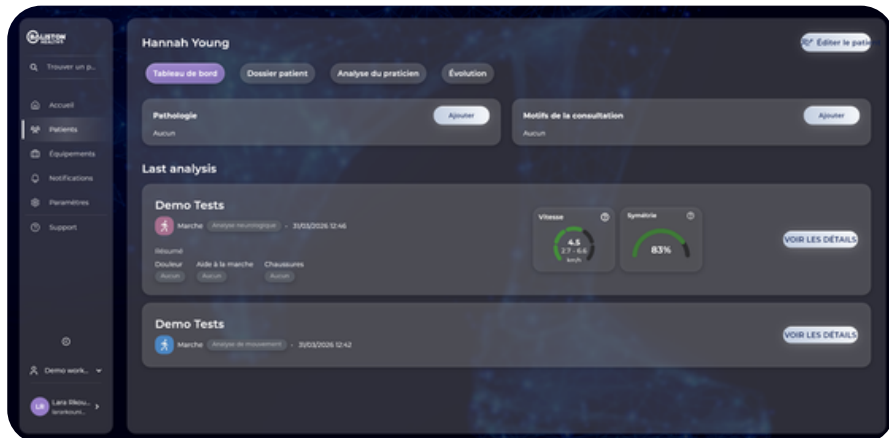 BALISTON
HEALTH
Trouver un p...
Accueil
Patients
Équipements
Notifications
Paramètres
Support
Demo work...
LR
Lara Rkou...
Hannah Young
Éditer le patie
Tableau de bord
Dossier patient
Analyse du praticien
Évolution
Pathologie
Ajouter
Aucun
Motifs de la consultation
Ajouter
Aucun
Last analysis
Demo Tests
Marche Analyse neurologique - 31/03/2026 12:46
Résumé
Douleur Aide à la marche Chaussures
Aucun Aucun Aucun
Vitesse
4.5
2.7 - 6.6
km/h
Symétrie
83%
VOIR LES DÉTAILS
Demo Tests
Marche Analyse de mouvement - 31/03/2026 12:42
VOIR LES DÉTAILS